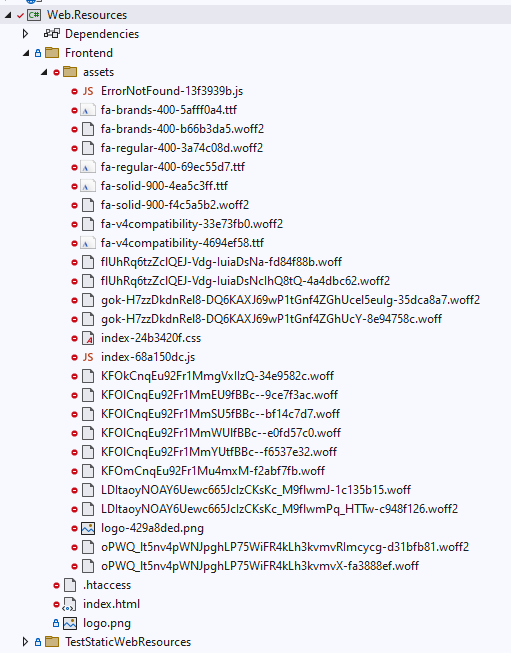 Web.Resources
Dependencies
Frontend
assets
ErrorNotFound-13f3939b.js
fa-brands-400-5afff0a4.ttf
fa-brands-400-b66b3da5.woff2
fa-regular-400-3a74c08d.woff2
fa-regular-400-69ec55d7.ttf
fa-solid-900-4ea5c3ff.ttf
fa-solid-900-f4c5a5b2.woff2
fa-v4compatibility-33e73fb0.woff2
fa-v4compatibility-4694ef58.ttf
flUhRq6tzZclQEJ-Vdg-IuiaDsNa-fd84f88b.woff
flUhRq6tzZclQEJ-Vdg-IuiaDsNcIhQ8tQ-4a4dbc62.woff2
gok-H7zzDkdnRel8-DQ6KAXJ69wP1tGnf4ZGhUcel5euIg-35dca8a7.woff2
gok-H7zzDkdnRel8-DQ6KAXJ69wP1tGnf4ZGhUcY-8e94758c.woff
index-24b3420f.css
index-68a150dc.js
KFOkCnqEu92Fr1MmgVxIIzQ-34e9582c.woff
KFOlCnqEu92Fr1MmEU9fBBc--9ce7f3ac.woff
KFOlCnqEu92Fr1MmSU5fBBc--bf14c7d7.woff
KFOlCnqEu92Fr1MmWUlfBBc--e0fd57c0.woff
KFOlCnqEu92Fr1MmYUtfBBc--f6537e32.woff
KFOmCnqEu92Fr1Mu4mxM-f2abf7fb.woff
LDItaoyNOAY6Uewc665JcIzCKsKc_M9flwmJ-1c135b15.woff
LDItaoyNOAY6Uewc665JcIzCKsKc_M9flwmPq_HTTw-c948f126.woff2
logo-429a8ded.png
oPWQ_lt5nv4pWNJpghLP75WiFR4kLh3kvmvRImcycg-d31bfb81.woff2
oPWQ_lt5nv4pWNJpghLP75WiFR4kLh3kvmvX-fa3888ef.woff
.htaccess
index.html
logo.png
TestStaticWebResources